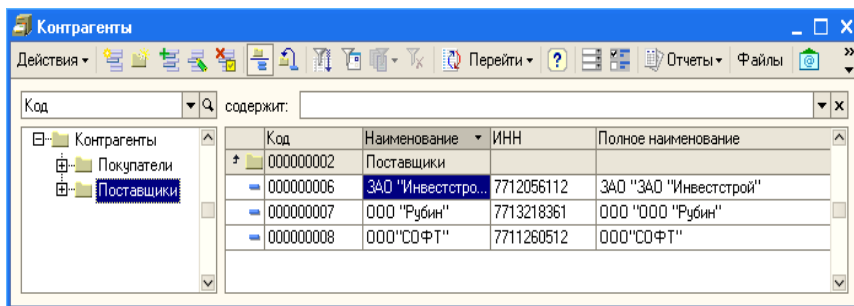 Контрагенты
Действия Перейти ? Отчеты Файлы @ »
Код содержит:
Контрагенты
Покупатели
Поставщики
Код Наименование ИНН Полное наименование
000000002 Поставщики
000000006 ЗАО "Инвестстро... 7712056112 ЗАО "ЗАО "Инвестстрой"
000000007 ООО "Рубин" 7713218361 ООО "ООО "Рубин"
000000008 ООО"СОФТ" 7711260512 ООО"СОФТ"